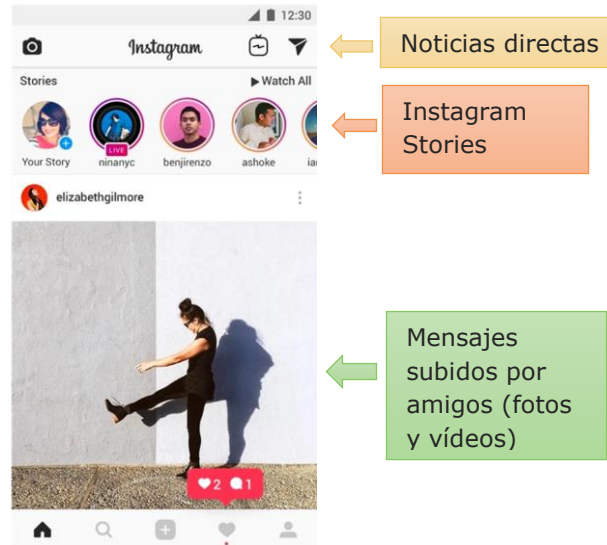 12:30
Instagram
Noticias directas
Stories
Watch All
Instagram
Stories
LIVE
Your Story
ninanyc
benjirenzo
ashoke
ia
elizabethgilmore
Mensajes
subidos por
amigos (fotos
y vídeos)
2 1